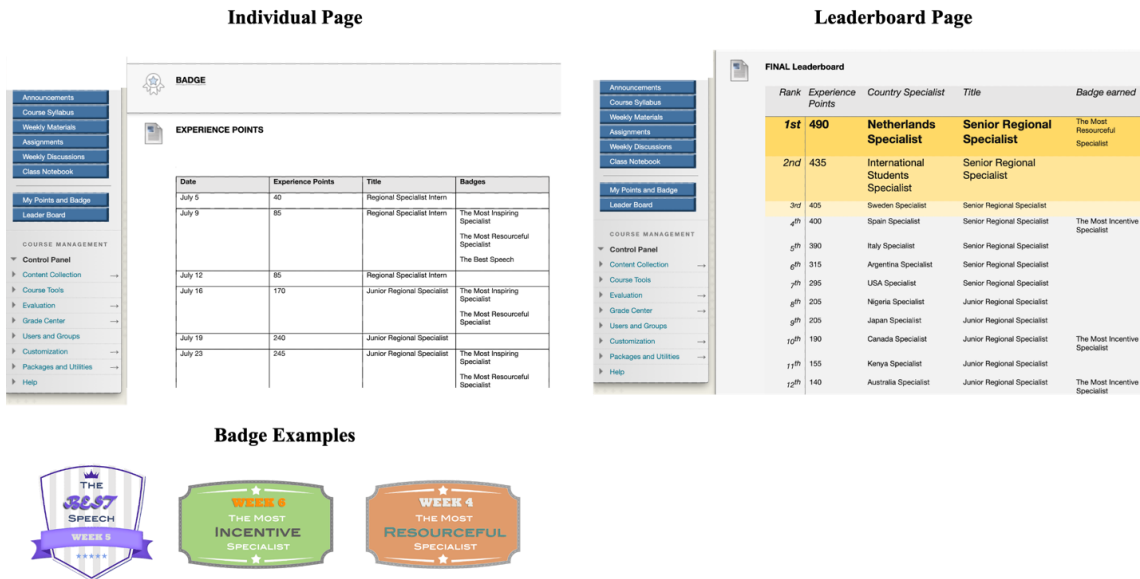 Individual Page
Announcements
Course Syllabus
Weekly Materials
Assignments
Weekly Discussions
Class Notebook
My Points and Badge
Leader Board
COURSE MANAGEMENT
Control Panel
Content Collection
Course Tools
Evaluation
Grade Center
Users and Groups
Customization
Packages and Utilities
Help
BADGE
EXPERIENCE POINTS
Date Experience Points Title Badges
July 5 40 Regional Specialist Intern
July 9 85 Regional Specialist Intern The Most Inspiring
Specialist
The Most Resourceful
Specialist
The Best Speech
July 12 85 Regional Specialist Intern
July 16 170 Junior Regional Specialist The Most Inspiring
Specialist
The Most Resourceful
Specialist
July 19 240 Junior Regional Specialist
July 23 245 Junior Regional Specialist The Most Inspiring
Specialist
The Most Resourceful
Specialist
Leaderboard Page
Announcements
Course Syllabus
Weekly Materials
Assignments
Weekly Discussions
Class Notebook
My Points and Badge
Leader Board
COURSE MANAGEMENT
Control Panel
Content Collection
Course Tools
Evaluation
Grade Center
Users and Groups
Customization
Packages and Utilities
Help
FINAL Leaderboard
Rank Experience Country Specialist Title Badge earned
Points
1st 490 Netherlands Senior Regional The Most
Specialist Specialist Resourceful
Specialist
2nd 435 International Senior Regional
Students Specialist
Specialist
3rd 405 Sweden Specialist Senior Regional Specialist
4th 400 Spain Specialist Senior Regional Specialist The Most Incentive
Specialist
5th 390 Italy Specialist Senior Regional Specialist
6th 315 Argentina Specialist Senior Regional Specialist
7th 295 USA Specialist Senior Regional Specialist
8th 205 Nigeria Specialist Junior Regional Specialist
9th 205 Japan Specialist Junior Regional Specialist
10th 190 Canada Specialist Junior Regional Specialist The Most Incentive
Specialist
11th 155 Kenya Specialist Junior Regional Specialist
12th 140 Australia Specialist Junior Regional Specialist The Most Incentive
Specialist
Badge Examples
THE
BEST
SPEECH
WEEK 5
WEEK 6
THE MOST
INCENTIVE
SPECIALIST
WEEK 4
THE MOST
RESOURCEFUL
SPECIALIST